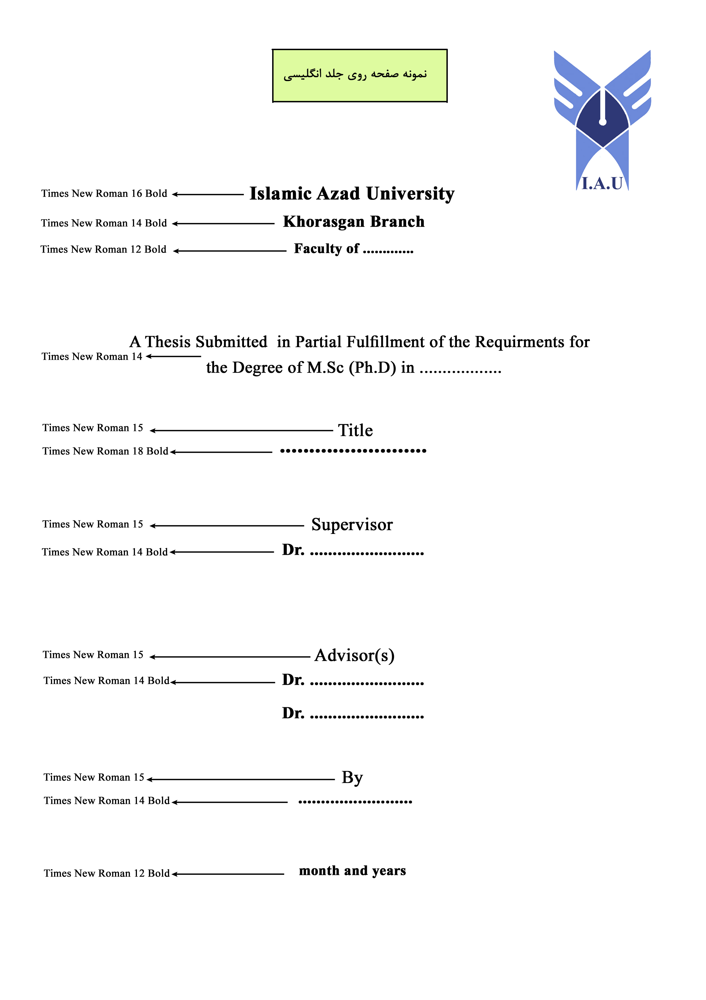 نمونه صفحه روی جلد انگلیسی
I.A.U
Times New Roman 16 Bold Islamic Azad University
Times New Roman 14 Bold Khorasgan Branch
Times New Roman 12 Bold Faculty of .............
A Thesis Submitted in Partial Fulfillment of the Requirments for
Times New Roman 14
the Degree of M.Sc (Ph.D) in ..................
Times New Roman 15 Title
Times New Roman 18 Bold .........................
Times New Roman 15 Supervisor
Times New Roman 14 Bold Dr. .........................
Times New Roman 15 Advisor(s)
Times New Roman 14 Bold Dr. .........................
Dr. .........................
Times New Roman 15 By
Times New Roman 14 Bold .........................
Times New Roman 12 Bold month and years